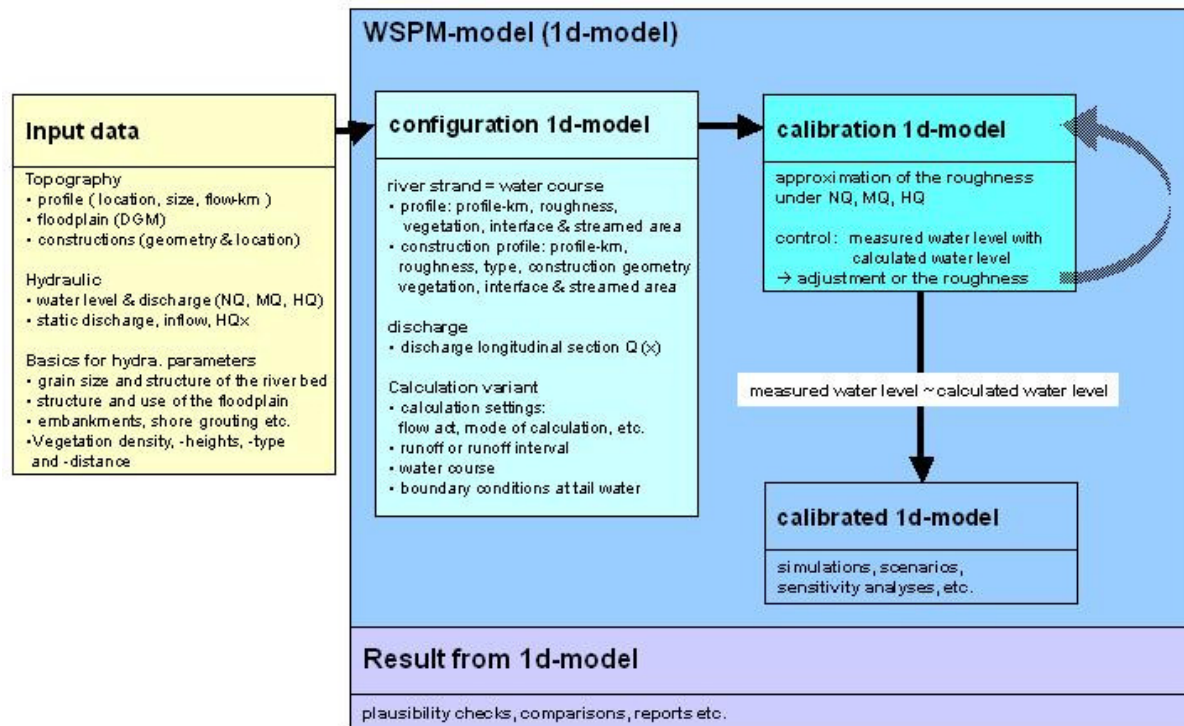 WSPM-model (1d-model)
Input data
Topography
• profile ( location, size, flow-km )
• floodplain (DGM)
• constructions (geometry & location)
Hydraulic
• water level & discharge (NQ, MQ, HQ)
• static discharge, inflow, HQx
Basics for hydra. parameters
• grain size and structure of the river bed
• structure and use of the floodplain
• embankments, shore grouting etc.
•Vegetation density, -heights, -type
and -distance
configuration 1d-model
river strand = water course
• profile: profile-km, roughness,
vegetation, interface & streamed area
• construction profile: profile-km,
roughness, type, construction geometry
vegetation, interface & streamed area
discharge
• discharge longitudinal section Q (x)
Calculation variant
• calculation settings:
flow act, mode of calculation, etc.
• runoff or runoff interval
• water course
• boundary conditions at tail water
calibration 1d-model
approximation of the roughness
under NQ, MQ, HQ
control: measured water level with
calculated water level
→ adjustment or the roughness
measured water level ~ calculated water level
calibrated 1d-model
simulations, scenarios,
sensitivity analyses, etc.
Result from 1d-model
plausibility checks, comparisons, reports etc.